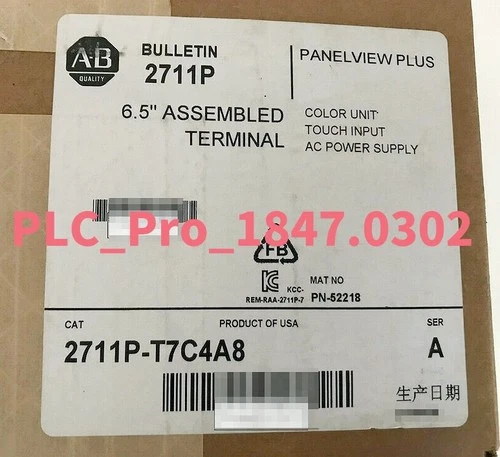 AB
QUALITY
BULLETIN
2711P
PANELVIEW PLUS
6.5" ASSEMBLED
TERMINAL
COLOR UNIT
TOUCH INPUT
AC POWER SUPPLY
PLC_Pro_1847.0302
FB
KCC-
REM-RAA-2711P-7
MAT NO
PN-52218
CAT
PRODUCT OF USA
SER
2711P-T7C4A8
A
生产日期